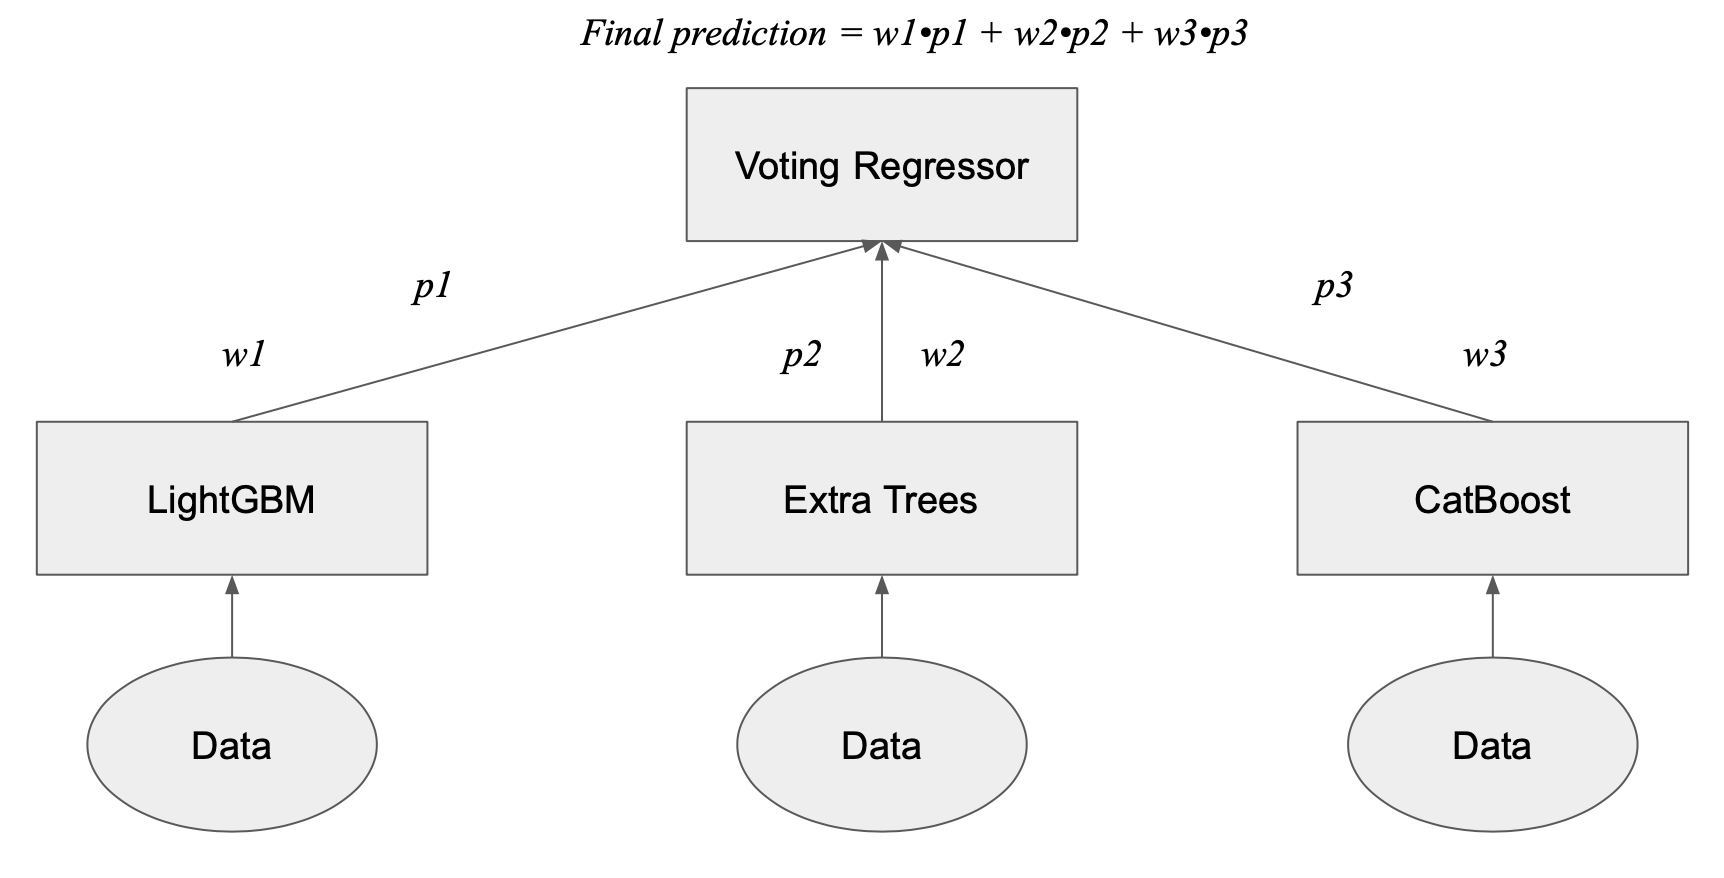 Final prediction = w1•p1 + w2•p2 + w3•p3
Voting Regressor
p1
p3
w1
p2
w2
w3
LightGBM
Extra Trees
CatBoost
Data
Data
Data